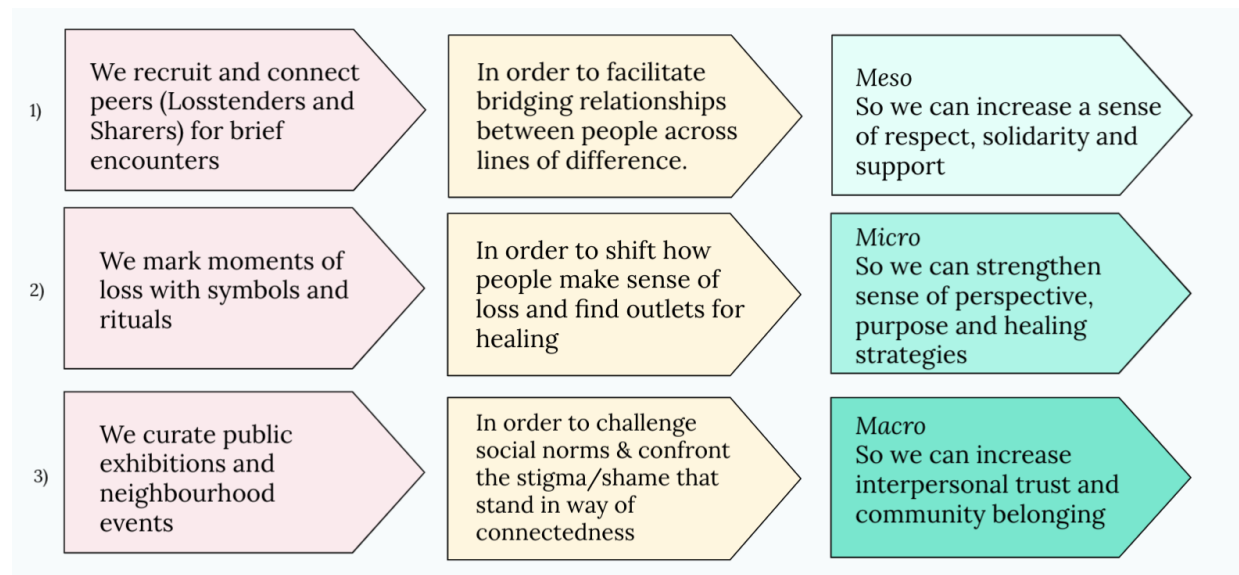 1)
We recruit and connect
peers (Losstenders and
Sharers) for brief
encounters
In order to facilitate
bridging relationships
between people across
lines of difference.
Meso
So we can increase a sense
of respect, solidarity and
support
2)
We mark moments of
loss with symbols and
rituals
In order to shift how
people make sense of
loss and find outlets for
healing
Micro
So we can strengthen
sense of perspective,
purpose and healing
strategies
3)
We curate public
exhibitions and
neighbourhood
events
In order to challenge
social norms & confront
the stigma/shame that
stand in way of
connectedness
Macro
So we can increase
interpersonal trust and
community belonging